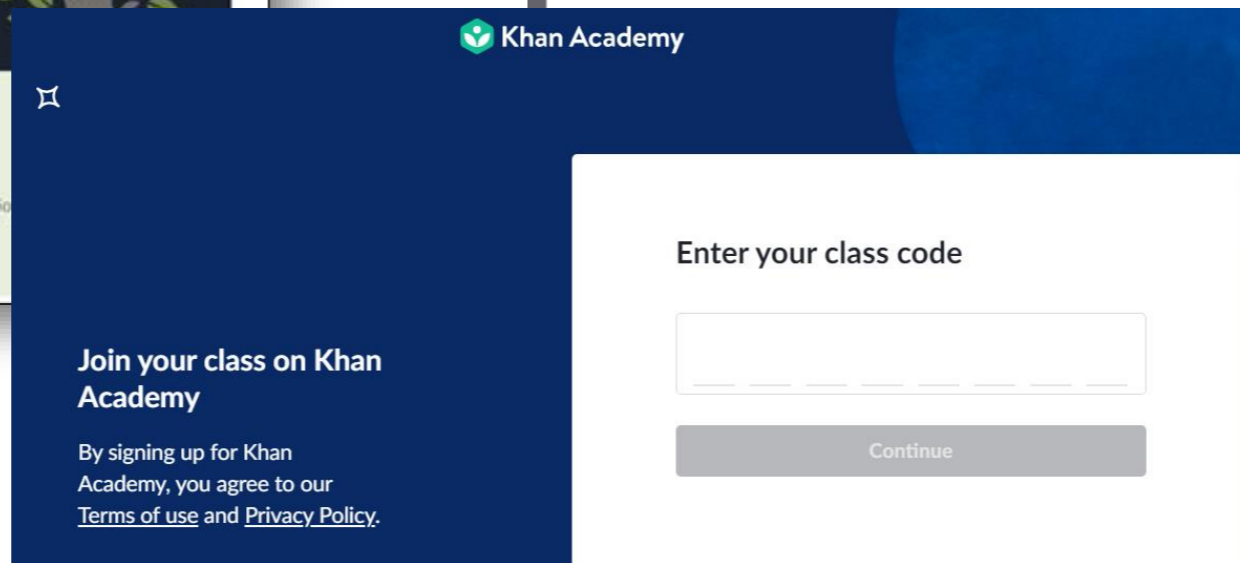 Khan Academy
Enter your class code
Join your class on Khan
Academy
Continue
By signing up for Khan
Academy, you agree to our
Terms of use and Privacy Policy.